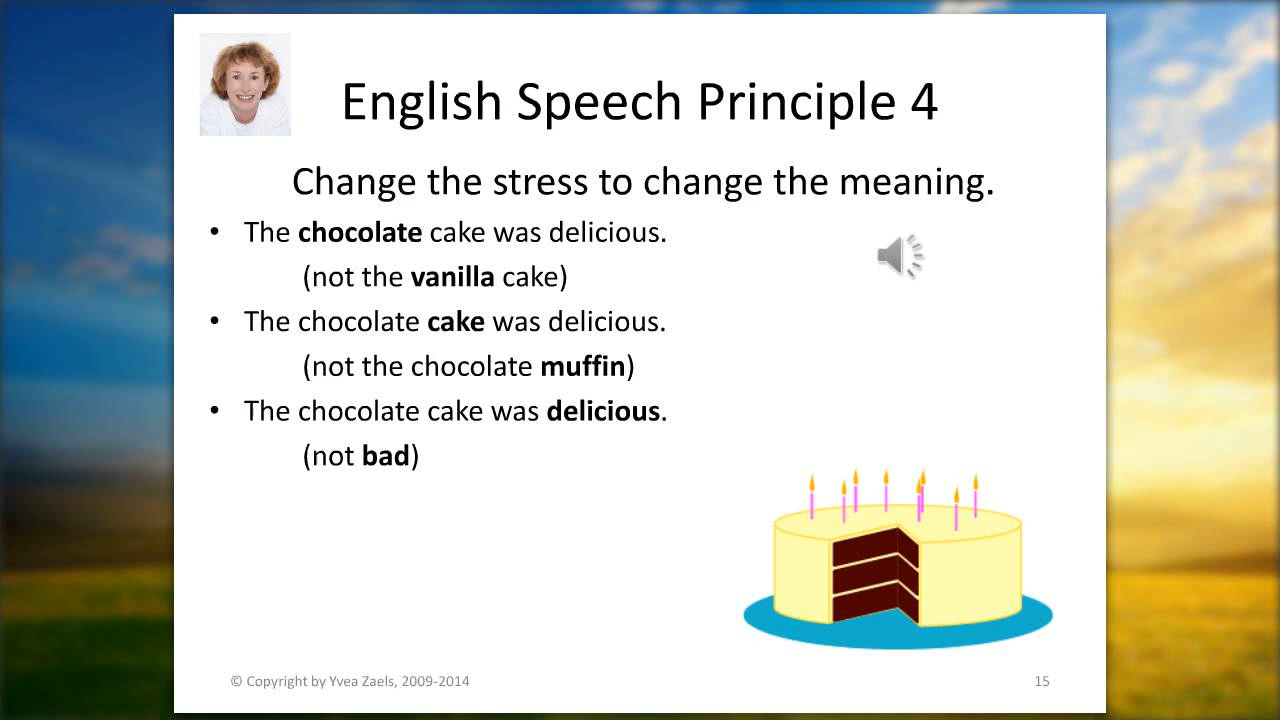 English Speech Principle 4
Change the stress to change the meaning.
• The chocolate cake was delicious.
(not the vanilla cake)
• The chocolate cake was delicious.
(not the chocolate muffin)
• The chocolate cake was delicious.
(not bad)
© Copyright by Yvea Zaels, 2009-2014
15